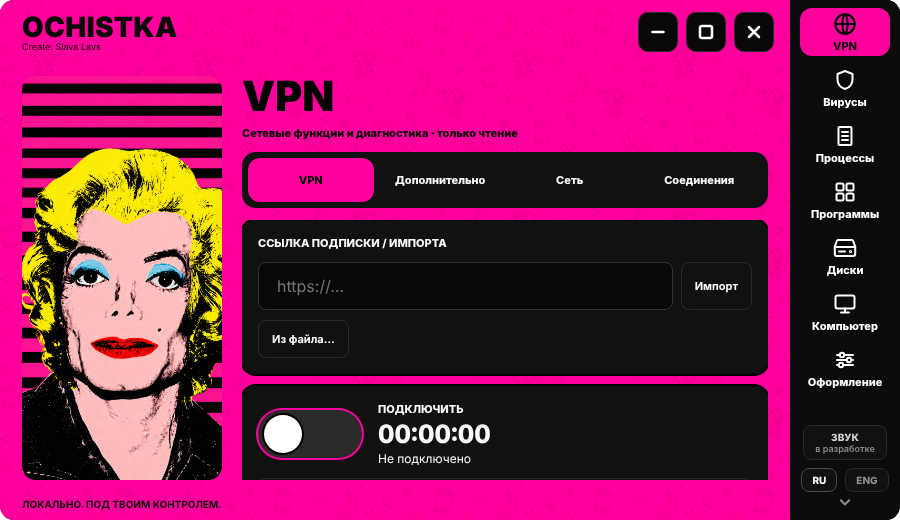 OCHISTKA
Create: Slava Lavs
VPN
Сетевые функции и диагностика · только чтение
VPN
Дополнительно
Сеть
Соединения
ССЫЛКА ПОДПИСКИ / ИМПОРТА
https://...
Импорт
Из файла...
ПОДКЛЮЧИТЬ
00:00:00
Не подключено
ЛОКАЛЬНО. ПОД ТВОИМ КОНТРОЛЕМ.
VPN
Вирусы
Процессы
Программы
Диски
Компьютер
Оформление
ЗВУК
в разработке
RU
ENG